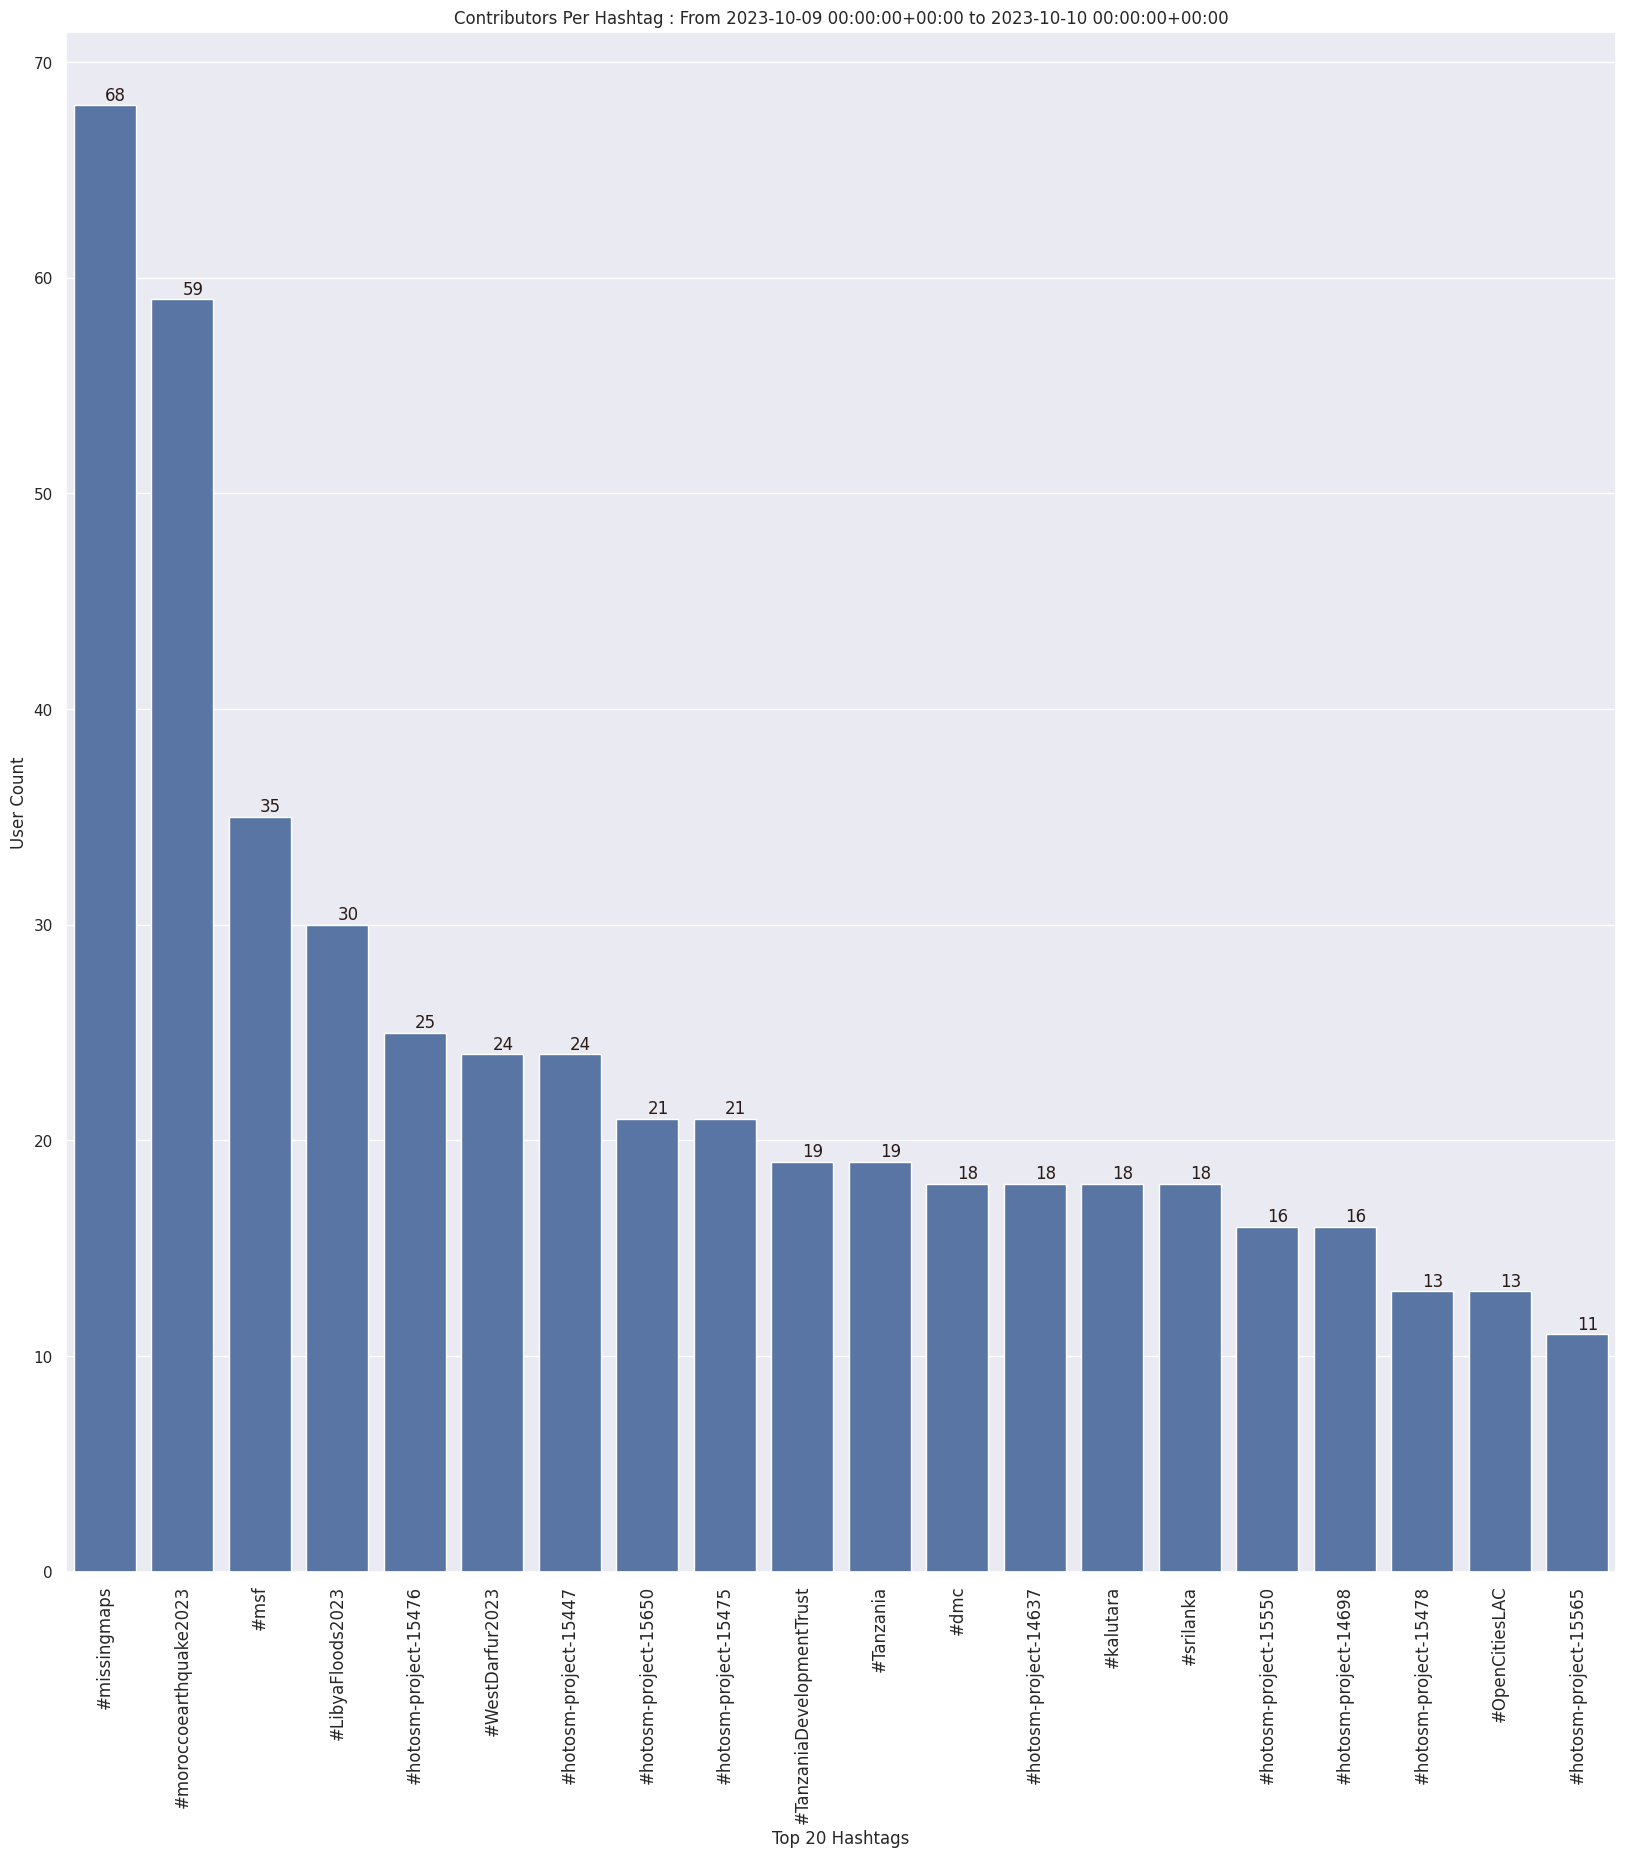 Contributors Per Hashtag : From 2023-10-09 00:00:00+00:00 to 2023-10-10 00:00:00+00:00
70
60
50
40
30
20
10
0
User Count
68
59
35
30
25
24
24
21
21
19
19
18
18
18
18
16
16
13
13
11
#missingmaps
#moroccoearthquake2023
#msf
#LibyaFloods2023
#hotosm-project-15476
#WestDarfur2023
#hotosm-project-15447
#hotosm-project-15650
#hotosm-project-15475
#TanzaniaDevelopmentTrust
#Tanzania
#dmc
#hotosm-project-14637
#kalutara
#srilanka
#hotosm-project-15550
#hotosm-project-14698
#hotosm-project-15478
#OpenCitiesLAC
#hotosm-project-15565
Top 20 Hashtags